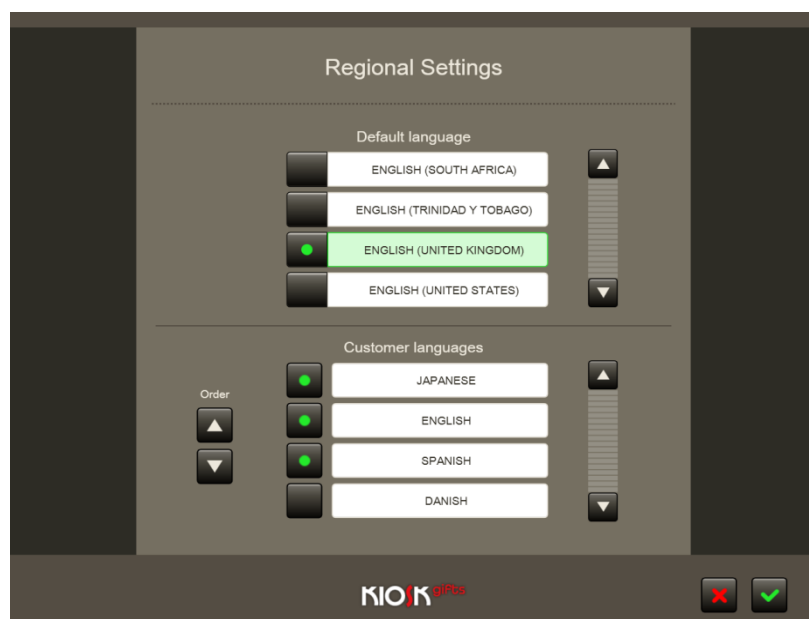 Regional Settings
Default language
ENGLISH (SOUTH AFRICA)
ENGLISH (TRINIDAD Y TOBAGO)
ENGLISH (UNITED KINGDOM)
ENGLISH (UNITED STATES)
Customer languages
Order
JAPANESE
ENGLISH
SPANISH
DANISH
KIOSK gifts